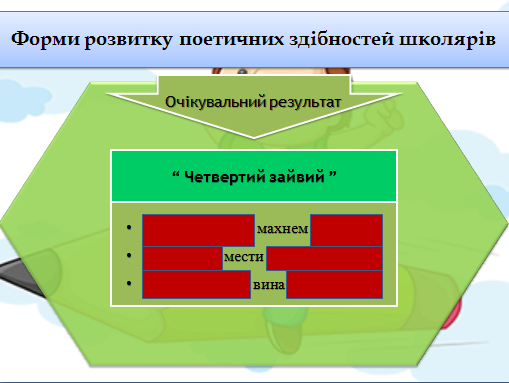 Форми розвитку поетичних здібностей школярів
Очікувальний результат
“ Четвертий зайвий ”
• махнем
• мести
• вина